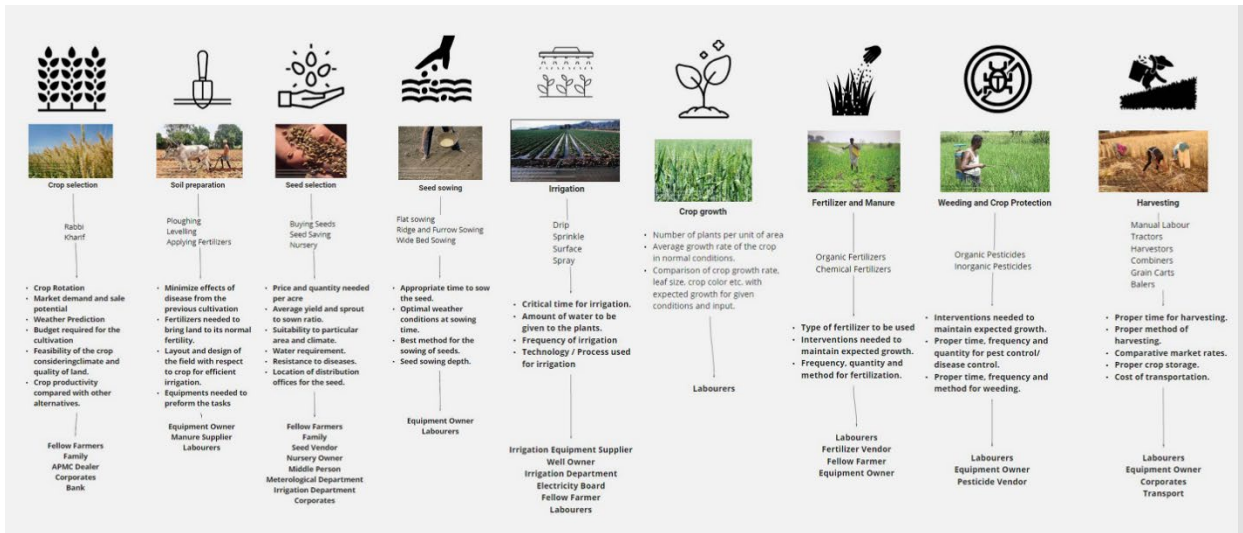 Crop selection
Rabbi
Kharif
• Crop Rotation
• Market demand and sale
potential
• Weather Prediction
• Budget required for the
cultivation
• Feasibility of the crop
consideringclimate and
quality of land.
• Crop productivity
compared with other
alternatives.
Fellow Farmers
Family
APMC Dealer
Corporates
Bank
Soil preparation
Ploughing
Levelling
Applying Fertilizers
• Minimize effects of
disease from the
previous cultivation
• Fertilizers needed to
bring land to its normal
fertility.
• Layout and design of
the field with respect
to crop for efficient
irrigation.
• Equipments needed to
preform the tasks
Equipment Owner
Manure Supplier
Labourers
Seed selection
Buying Seeds
Seed Saving
Nursery
• Price and quantity needed
per acre
• Average yield and sprout
to sown ratio.
• Suitability to particular
area and climate.
• Water requirement.
• Resistance to diseases.
• Location of distribution
offices for the seed.
Fellow Farmers
Family
Seed Vendor
Nursery Owner
Middle Person
Meterological Department
Irrigation Department
Corporates
Seed sowing
Flat sowing
Ridge and Furrow Sowing
Wide Bed Sowing
• Appropriate time to sow
the seed.
• Optimal weather
conditions at sowing
time.
• Best method for the
sowing of seeds.
• Seed sowing depth.
Equipment Owner
Labourers
Irrigation
Drip
Sprinkle
Surface
Spray
• Critical time for irrigation.
• Amount of water to be
given to the plants.
• Frequency of irrigation
• Technology / Process used
for irrigation
Irrigation Equipment Supplier
Well Owner
Irrigation Department
Electricity Board
Fellow Farmer
Labourers
Crop growth
• Number of plants per unit of area
• Average growth rate of the crop
in normal conditions.
• Comparison of crop growth rate,
leaf size, crop color etc. with
expected growth for given
conditions and input.
Labourers
Fertilizer and Manure
Organic Fertilizers
Chemical Fertilizers
• Type of fertilizer to be used
• Interventions needed to
maintain expected growth.
• Frequency, quantity and
method for fertilization.
Labourers
Fertilizer Vendor
Fellow Farmer
Equipment Owner
Weeding and Crop Protection
Organic Pesticides
Inorganic Pesticides
• Interventions needed to
maintain expected growth.
• Proper time, frequency and
quantity for pest control/
disease control.
• Proper time, frequency and
method for weeding.
Labourers
Equipment Owner
Pesticide Vendor
Harvesting
Manual Labour
Tractors
Harvestors
Combiners
Grain Carts
Balers
• Proper time for harvesting.
• Proper method of
harvesting.
• Comparative market rates.
• Proper crop storage.
• Cost of transportation.
Labourers
Equipment Owner
Corporates
Transport